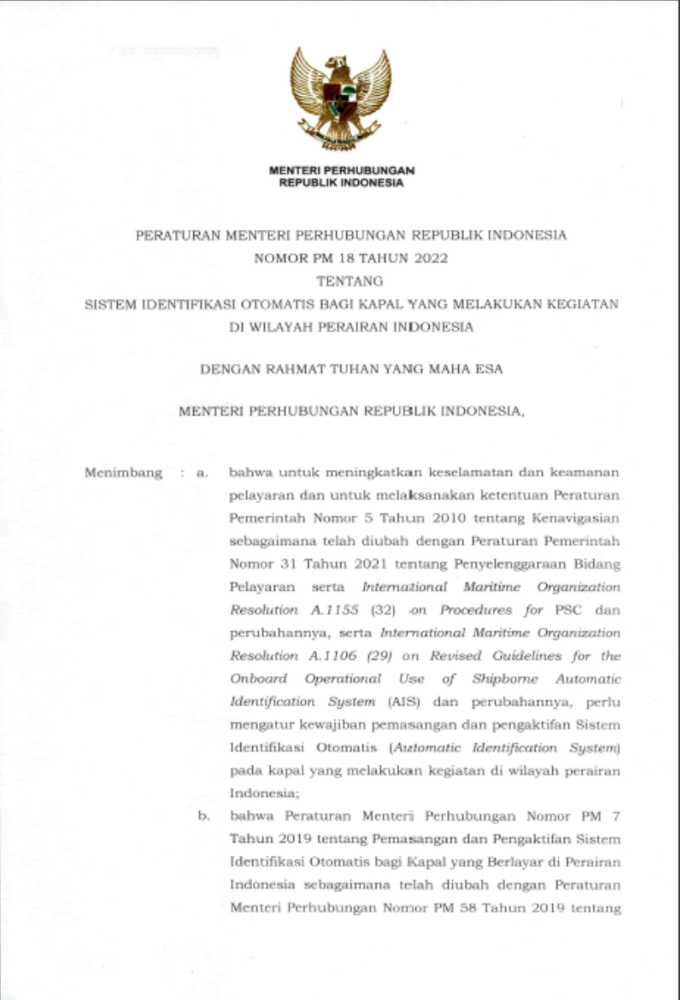 MENTERI PERHUBUNGAN
REPUBLIK INDONESIA
PERATURAN MENTERI PERHUBUNGAN REPUBLIK INDONESIA
NOMOR PM 18 TAHUN 2022
TENTANG
SISTEM IDENTIFIKASI OTOMATIS BAGI KAPAL YANG MELAKUKAN KEGIATAN
DI WILAYAH PERAIRAN INDONESIA
DENGAN RAHMAT TUHAN YANG MAHA ESA
MENTERI PERHUBUNGAN REPUBLIK INDONESIA,
Menimbang : a. bahwa untuk meningkatkan keselamatan dan keamanan
pelayaran dan untuk melaksanakan ketentuan Peraturan
Pemerintah Nomor 5 Tahun 2010 tentang Kenavigasian
sebagaimana telah diubah dengan Peraturan Pemerintah
Nomor 31 Tahun 2021 tentang Penyelenggaraan Bidang
Pelayaran serta International Maritime Organization
Resolution A.1155 (32) on Procedures for PSC dan
perubahannya, serta International Maritime Organization
Resolution A.1106 (29) on Revised Guidelines for the
Onboard Operational Use of Shipborne Automatic
Identification System (AIS) dan perubahannya, perlu
mengatur kewajiban pemasangan dan pengaktifan Sistem
Identifikasi Otomatis (Automatic Identification System)
pada kapal yang melakukan kegiatan di wilayah perairan
Indonesia;
b. bahwa Peraturan Menteri Perhubungan Nomor PM 7
Tahun 2019 tentang Pemasangan dan Pengaktifan Sistem
Identifikasi Otomatis bagi Kapal yang Berlayar di Perairan
Indonesia sebagaimana telah diubah dengan Peraturan
Menteri Perhubungan Nomor PM 58 Tahun 2019 tentang